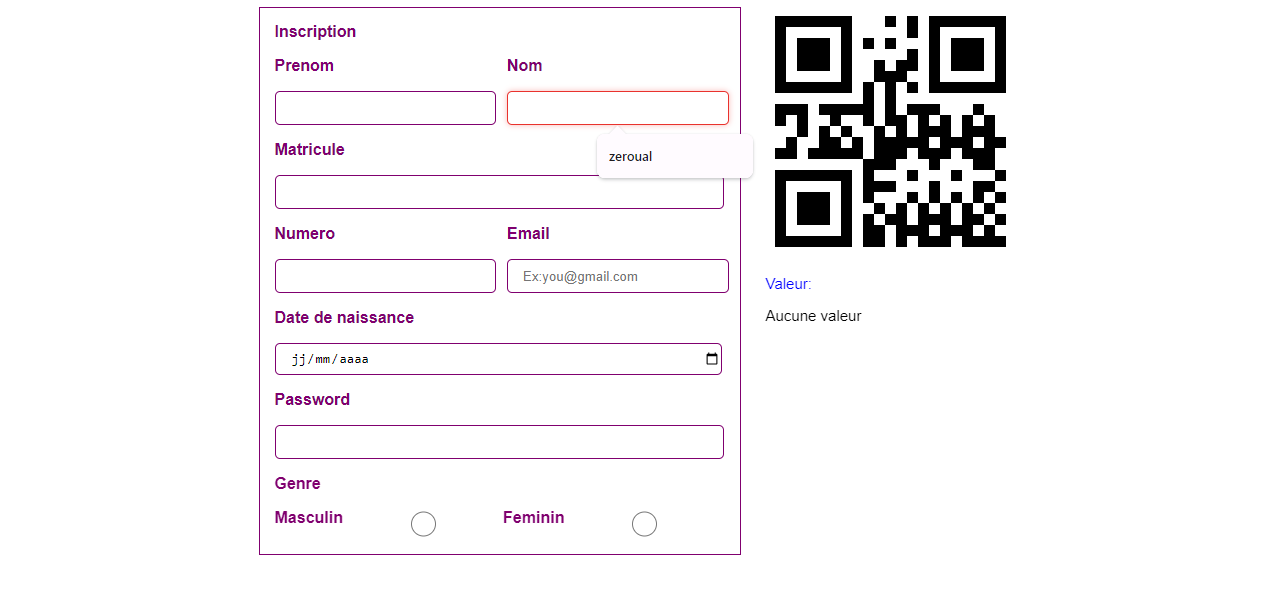 Inscription
Prenom Nom
zeroual
Matricule
Numero Email
Ex:you@gmail.com
Date de naissance
jj/mm/aaaa
Password
Genre
Masculin Feminin
Valeur:
Aucune valeur